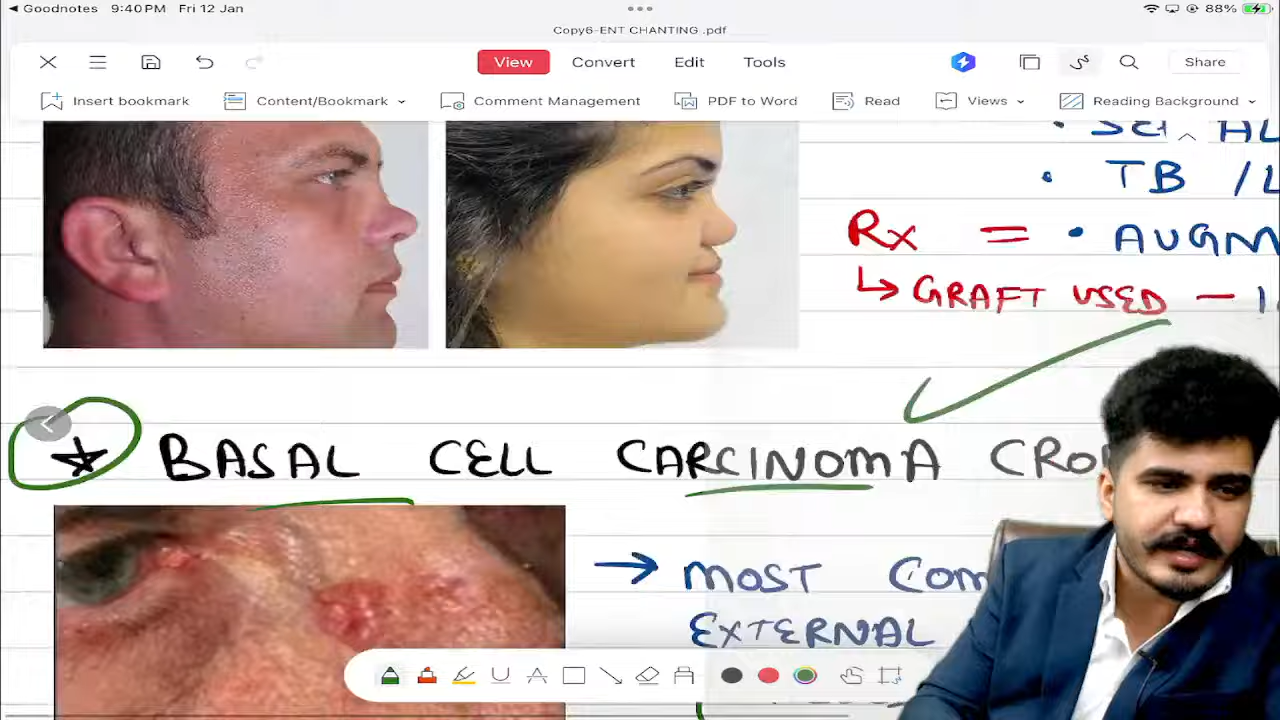 Goodnotes 9:40PM Fri 12 Jan 88%
Copy6-ENT CHANTING .pdf
View Convert Edit Tools Share
Insert bookmark Content/Bookmark Comment Management PDF to Word Read Views Reading Background
TB /L
Rx = • AUGM
↳ GRAFT USED — I
★ BASAL CELL CARCINOMA CRO
→ MOST COM
EXTERNAL